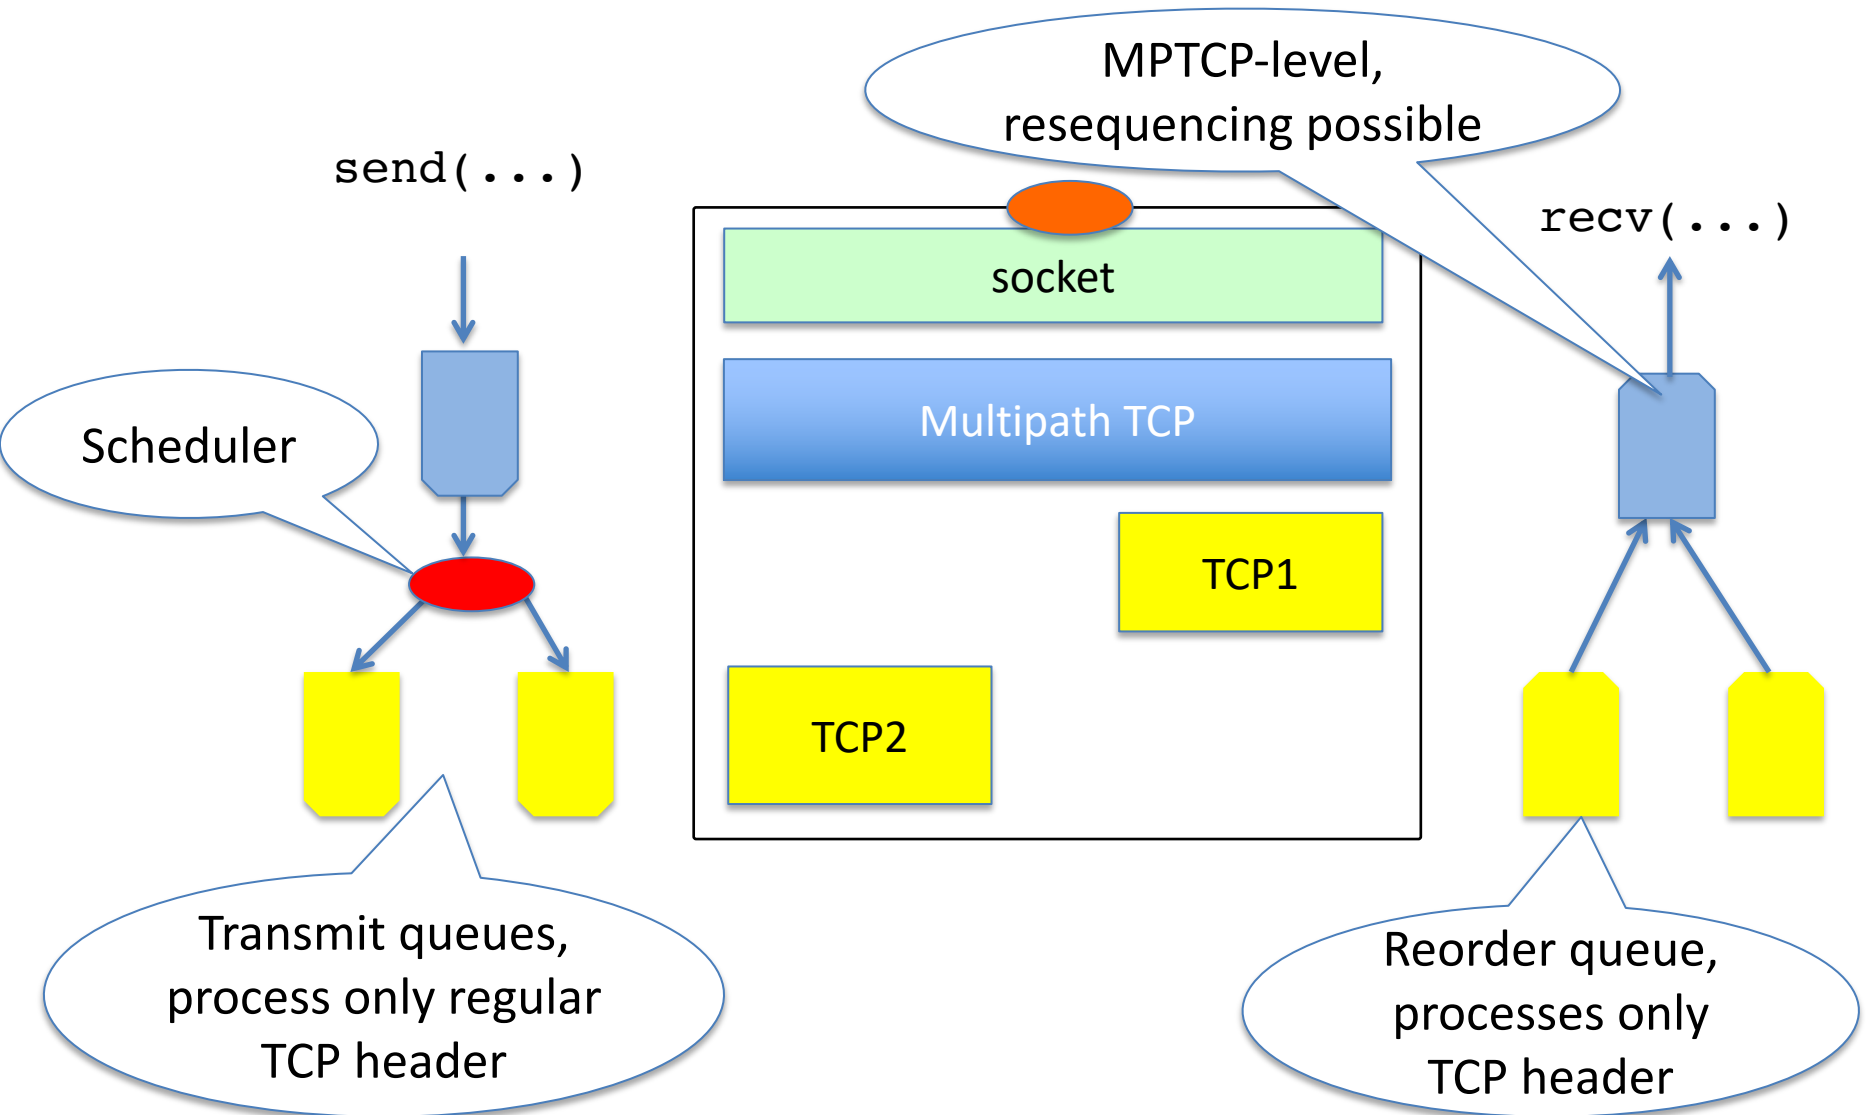 MPTCP-level,
resequencing possible
send(...)
recv(...)
socket
Multipath TCP
Scheduler
TCP1
TCP2
Transmit queues,
process only regular
TCP header
Reorder queue,
processes only
TCP header